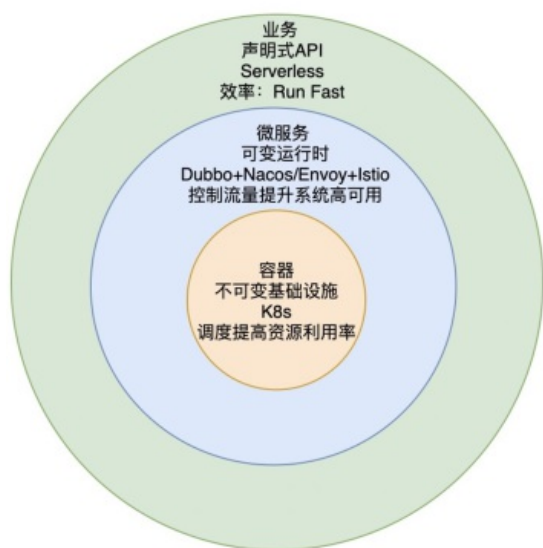 业务
声明式API
Serverless
效率：Run Fast
微服务
可变运行时
Dubbo+Nacos/Envoy+Istio
控制流量提升系统高可用
容器
不可变基础设施
K8s
调度提高资源利用率